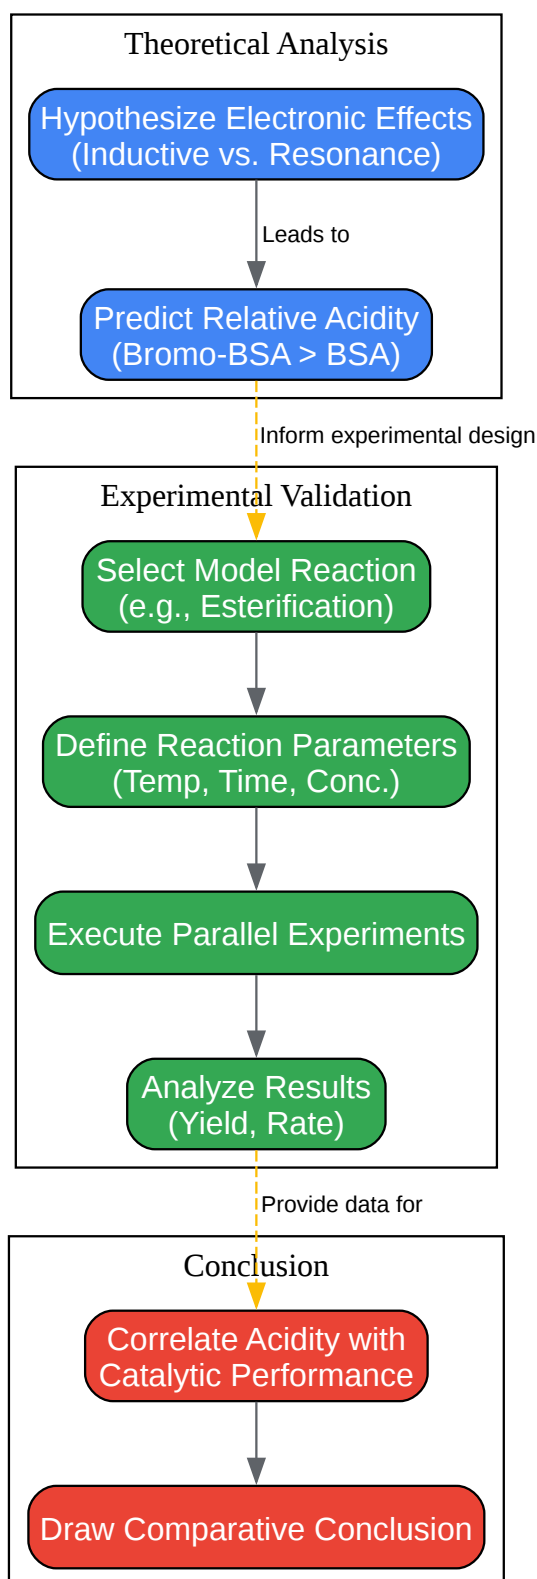 Theoretical Analysis
Hypothesize Electronic Effects
(Inductive vs. Resonance)
Leads to
Predict Relative Acidity
(Bromo-BSA > BSA)
Inform experimental design
Experimental Validation
Select Model Reaction
(e.g., Esterification)
Define Reaction Parameters
(Temp, Time, Conc.)
Execute Parallel Experiments
Analyze Results
(Yield, Rate)
Provide data for
Conclusion
Correlate Acidity with
Catalytic Performance
Draw Comparative Conclusion